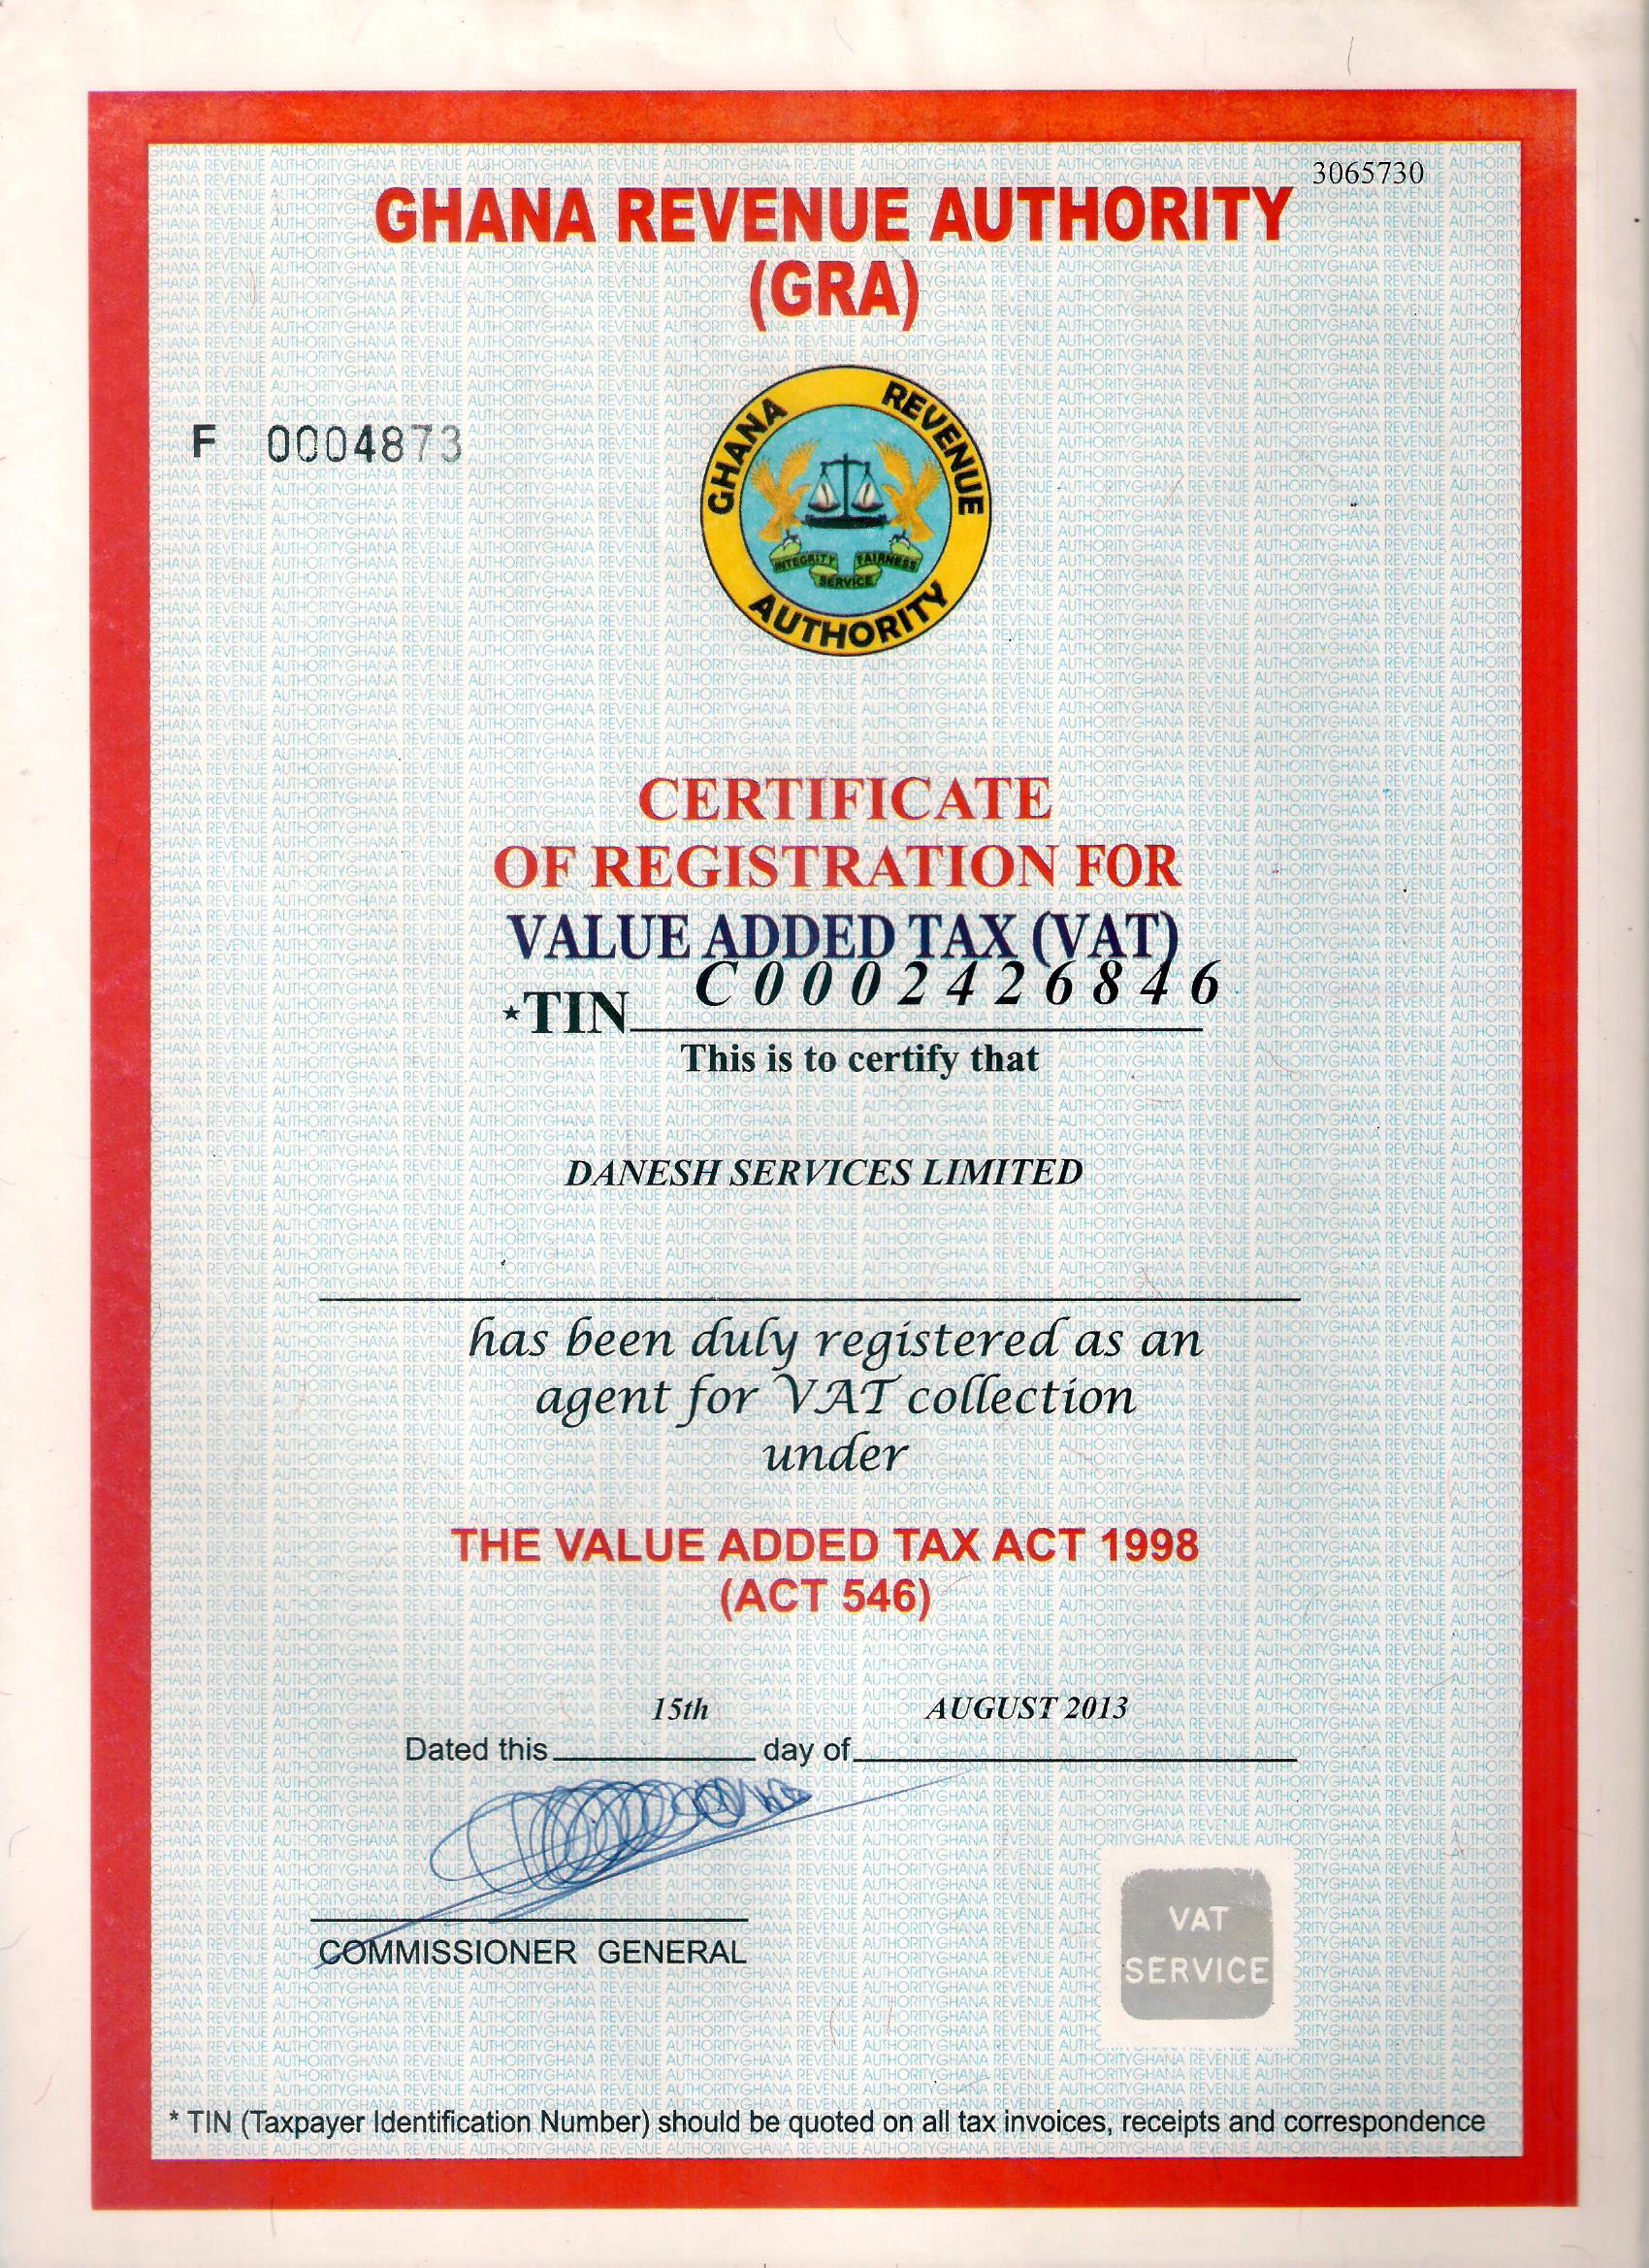 3065730
GHANA REVENUE AUTHORITY
(GRA)
F 0004873
GHANA REVENUE AUTHORITY
INTEGRITY FAIRNESS
SERVICE
CERTIFICATE
OF REGISTRATION FOR
VALUE ADDED TAX (VAT)
*TIN C0002426846
This is to certify that
DANESH SERVICES LIMITED
has been duly registered as an
agent for VAT collection
under
THE VALUE ADDED TAX ACT 1998
(ACT 546)
Dated this 15th day of AUGUST 2013
COMMISSIONER GENERAL
VAT
SERVICE
* TIN (Taxpayer Identification Number) should be quoted on all tax invoices, receipts and correspondence